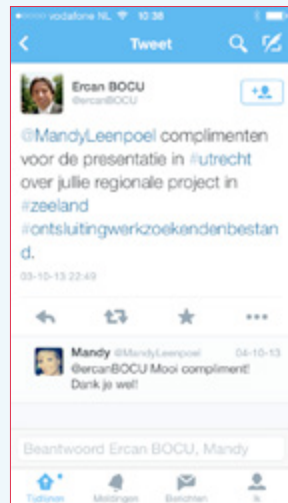 vodafone NL 10:38
Tweet
Ercan BOCU
@ercanBOCU
@MandyLeenpoel complimenten
voor de presentatie in #utrecht
over jullie regionale project in
#zeeland
#ontsluitingwerkzoekendenbestan
d.
03-10-13 22:49
Mandy @MandyLeenpoel 04-10-13
@ercanBOCU Mooi compliment!
Dank je wel!
Beantwoord Ercan BOCU, Mandy
Tijdlijnen Meldingen Berichten Ik